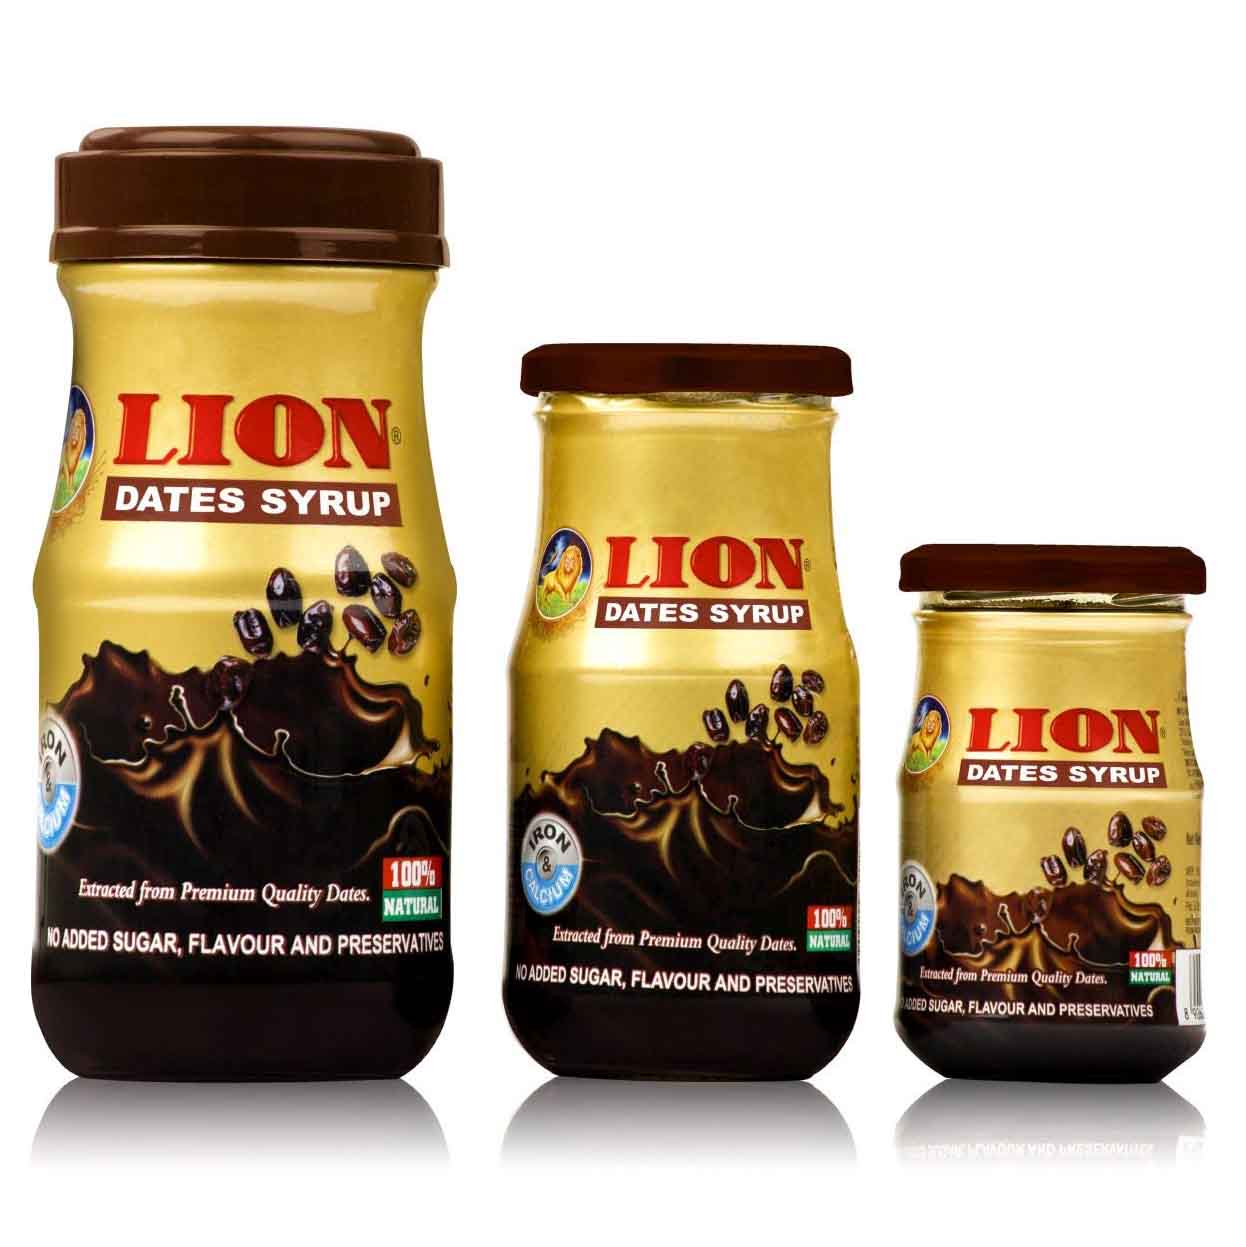 LION®
DATES SYRUP
IRON
&
CALCIUM
Extracted from Premium Quality Dates.
100%
NATURAL
NO ADDED SUGAR, FLAVOUR AND PRESERVATIVES
LION®
DATES SYRUP
IRON
&
CALCIUM
Extracted from Premium Quality Dates.
100%
NATURAL
NO ADDED SUGAR, FLAVOUR AND PRESERVATIVES
LION®
DATES SYRUP
IRON
&
CALCIUM
Extracted from Premium Quality Dates.
100%
NATURAL
NO ADDED SUGAR, FLAVOUR AND PRESERVATIVES